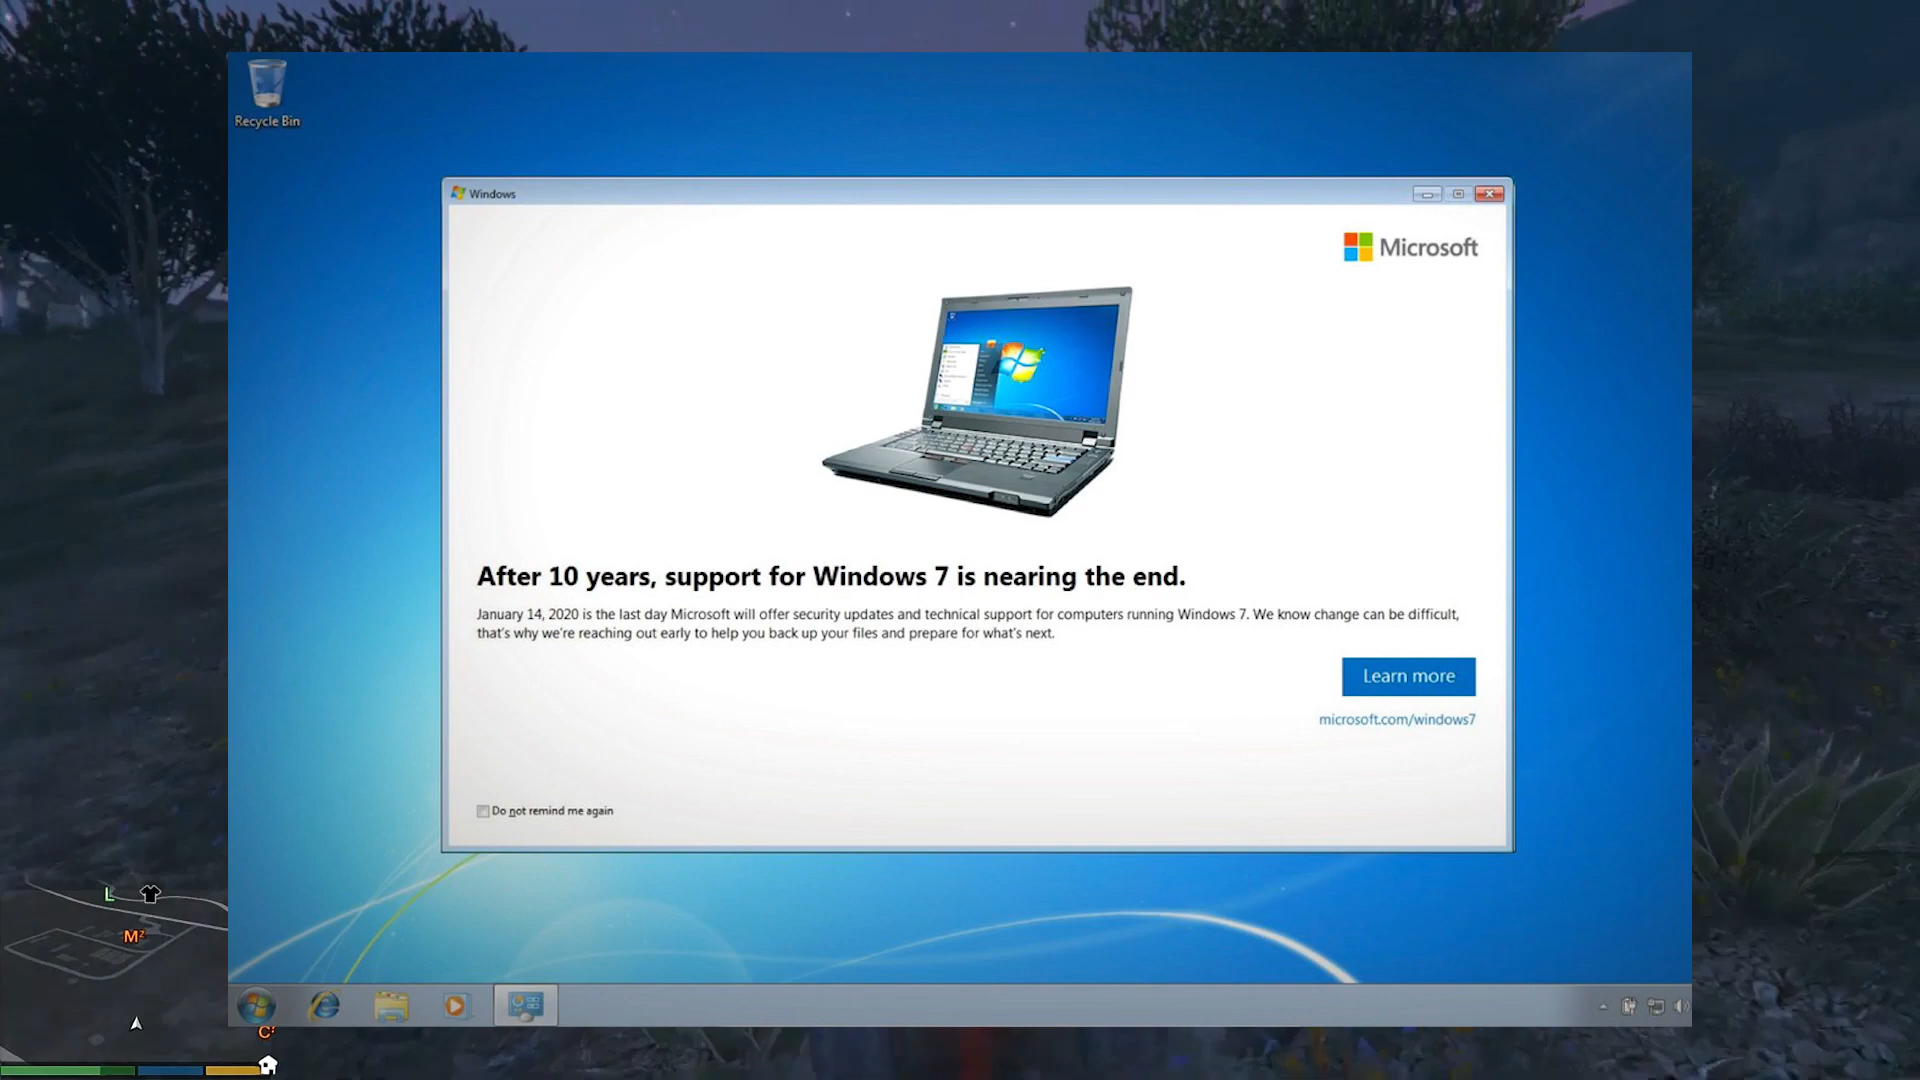 Recycle Bin
Windows
Microsoft
After 10 years, support for Windows 7 is nearing the end.
January 14, 2020 is the last day Microsoft will offer security updates and technical support for computers running Windows 7. We know change can be difficult,
that's why we're reaching out early to help you back up your files and prepare for what's next.
Learn more
microsoft.com/windows7
Do not remind me again
L
M²